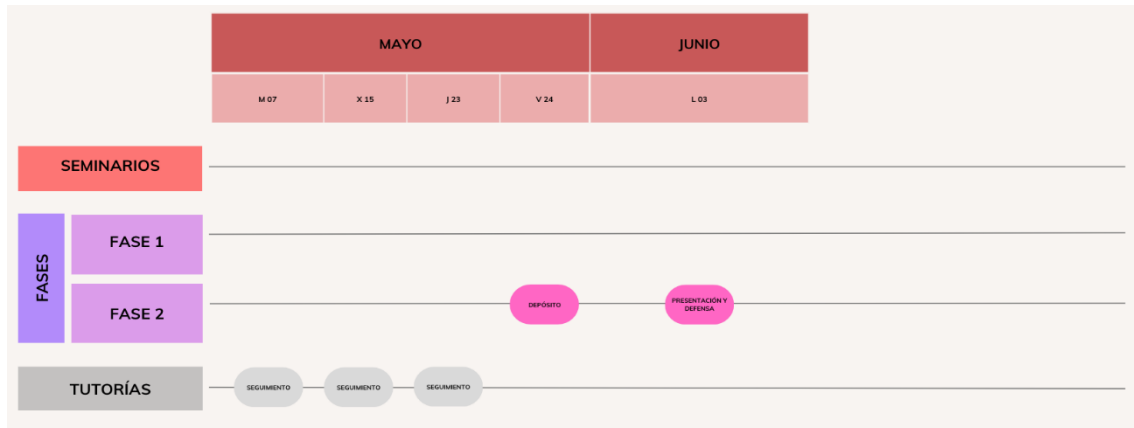 MAYO JUNIO
M 07 X 15 J 23 V 24 L 03
SEMINARIOS
FASES
FASE 1
FASE 2
DEPÓSITO
PRESENTACIÓN Y
DEFENSA
TUTORÍAS
SEGUIMIENTO SEGUIMIENTO SEGUIMIENTO